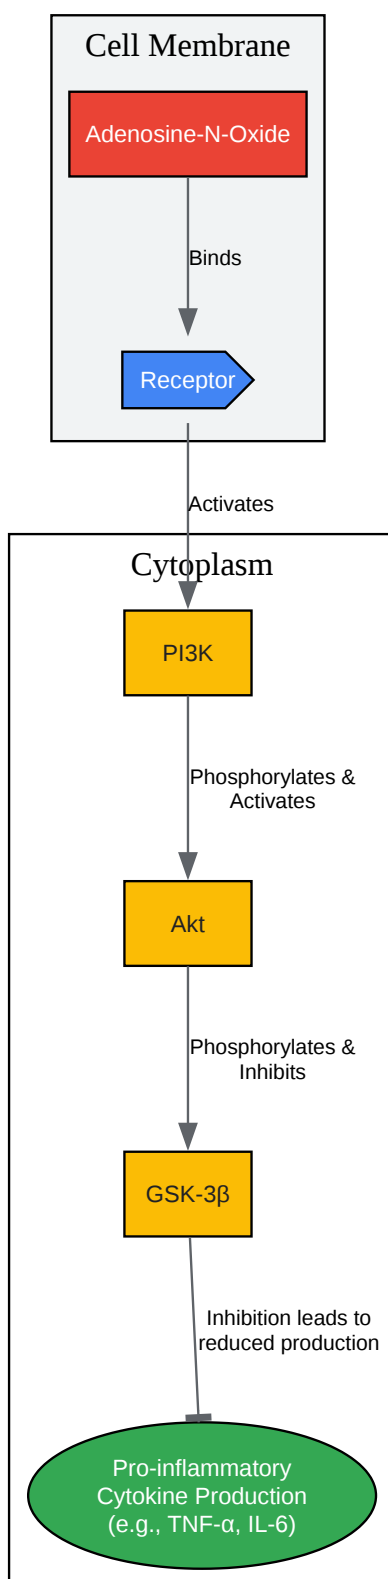 Cell Membrane
Adenosine-N-Oxide
Binds
Receptor
Activates
Cytoplasm
PI3K
Phosphorylates &
Activates
Akt
Phosphorylates &
Inhibits
GSK-3β
Inhibition leads to
reduced production
Pro-inflammatory
Cytokine Production
(e.g., TNF-α, IL-6)